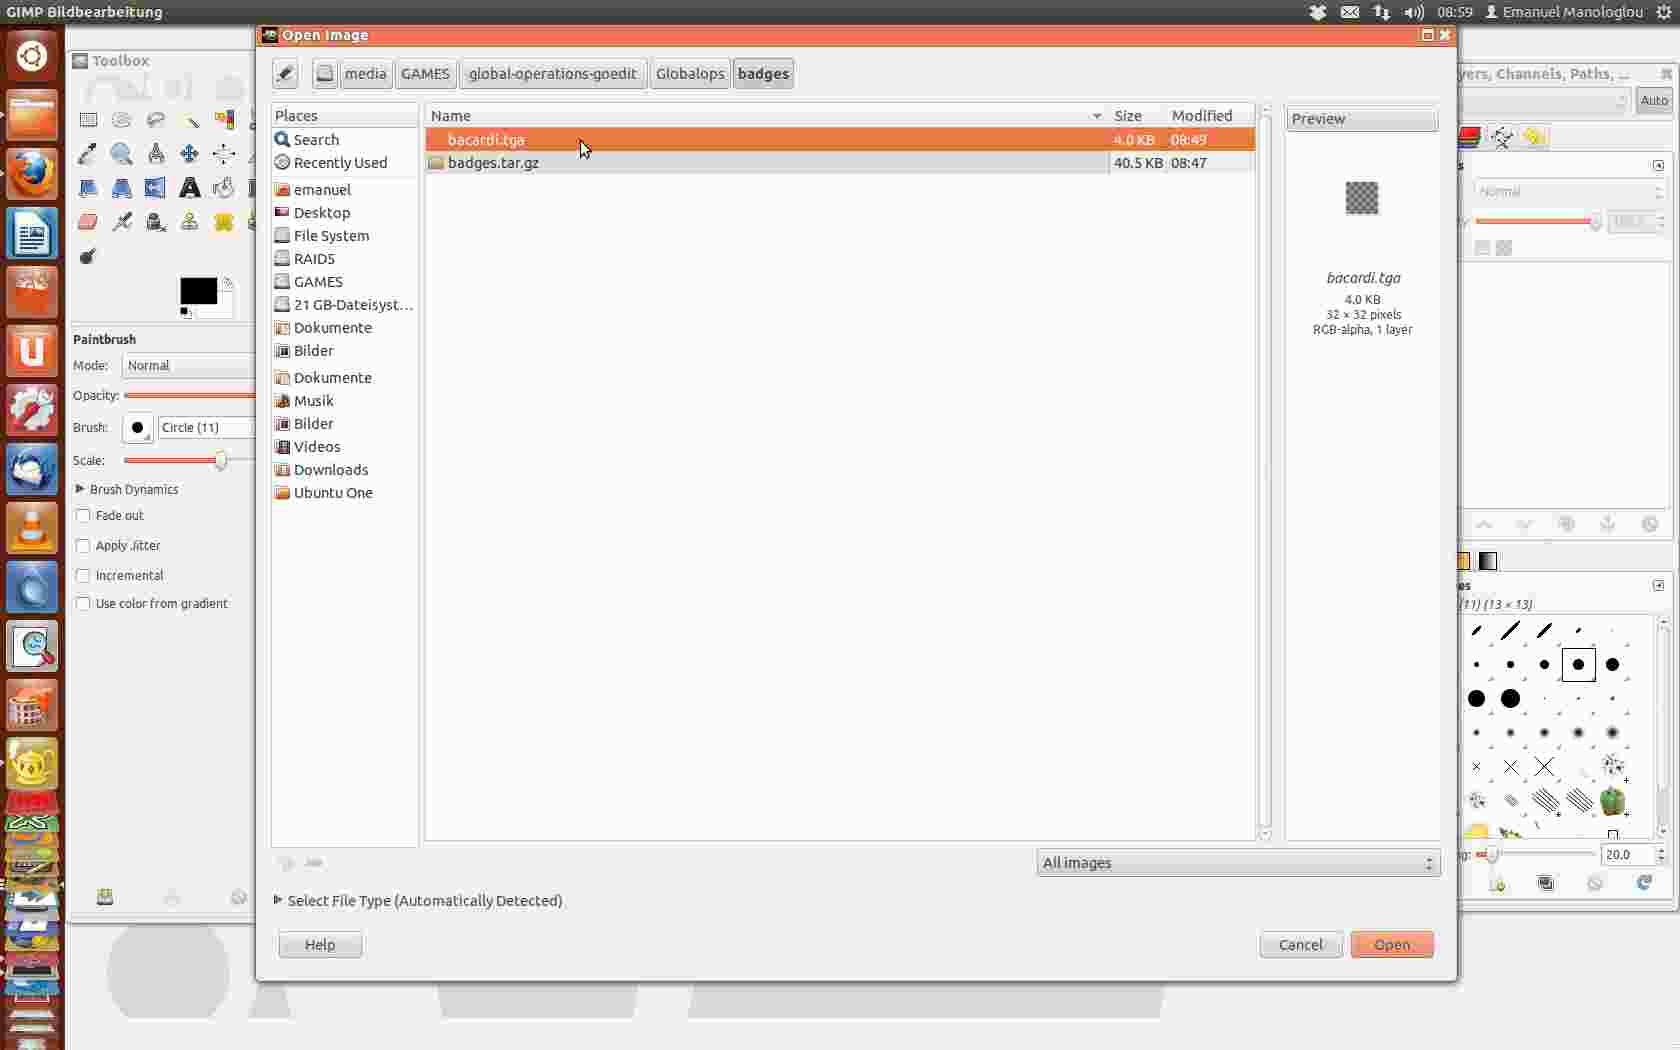 GIMP Bildbearbeitung
08:59 Emanuel Manologlou
Open Image
Toolbox
media GAMES global-operations-goedit Globalops badges
yers, Channels, Paths, ...
Auto
Places
Name Size Modified
Preview
Search
bacardi.tga 4.0 KB 08:49
Recently Used
badges.tar.gz 40.5 KB 08:47
emanuel
Desktop
File System
RAID5
GAMES
21 GB-Dateisyst...
Dokumente
Bilder
Dokumente
Musik
Bilder
Videos
Downloads
Ubuntu One
bacardi.tga
4.0 KB
32 × 32 pixels
RGB-alpha, 1 layer
Normal
Paintbrush
Mode: Normal
Opacity:
Brush: Circle (11)
Scale:
Brush Dynamics
Fade out
Apply Jitter
Incremental
Use color from gradient
es
(11) (13 × 13)
20.0
All images
Select File Type (Automatically Detected)
Help
Cancel
Open